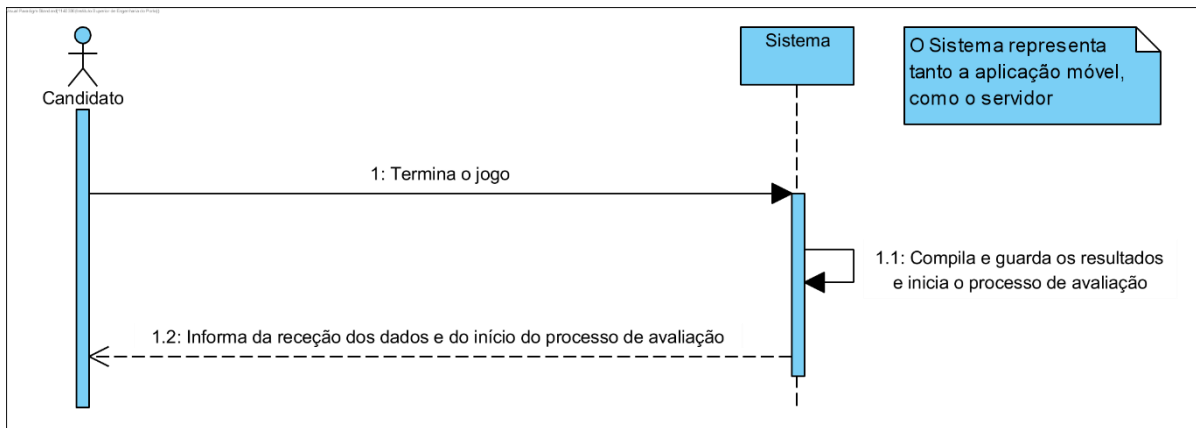 Candidato
Sistema
O Sistema representa
tanto a aplicação móvel,
como o servidor
1: Termina o jogo
1.1: Compila e guarda os resultados
e inicia o processo de avaliação
1.2: Informa da receção dos dados e do início do processo de avaliação